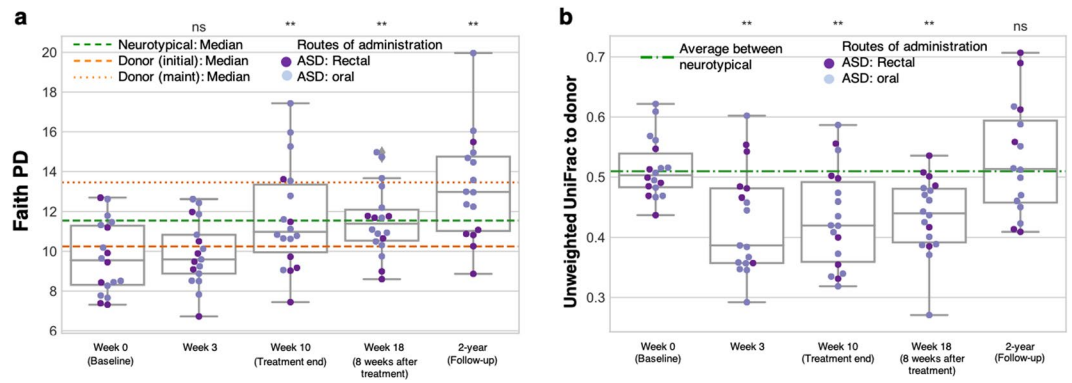 a
ns ** ** **
Neurotypical: Median
Donor (initial): Median
Donor (maint): Median
Routes of administration
ASD: Rectal
ASD: oral
Faith PD
20
18
16
14
12
10
8
6
Week 0
(Baseline)
Week 3
Week 10
(Treatment end)
Week 18
(8 weeks after
treatment)
2-year
(Follow-up)
b
** ** ** ns
Average between
neurotypical
Routes of administration
ASD: Rectal
ASD: oral
Unweighted UniFrac to donor
0.7
0.6
0.5
0.4
0.3
Week 0
(Baseline)
Week 3
Week 10
(Treatment end)
Week 18
(8 weeks after
treatment)
2-year
(Follow-up)